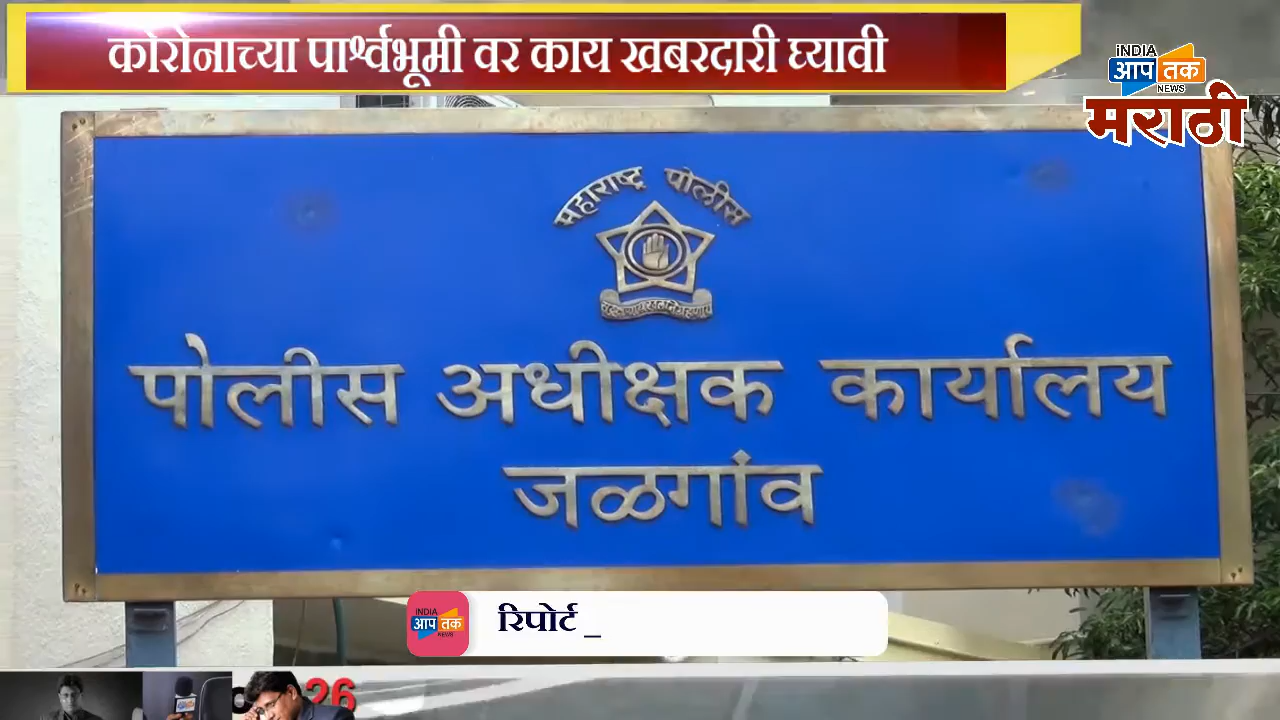 कोरोनाच्या पार्श्वभूमी वर काय खबरदारी घ्यावी
INDIA
आप तक
NEWS
मराठी
महाराष्ट्र पोलीस
पोलीस अधीक्षक कार्यालय
जळगांव
INDIA
आप तक
NEWS
रिपोर्ट _
26